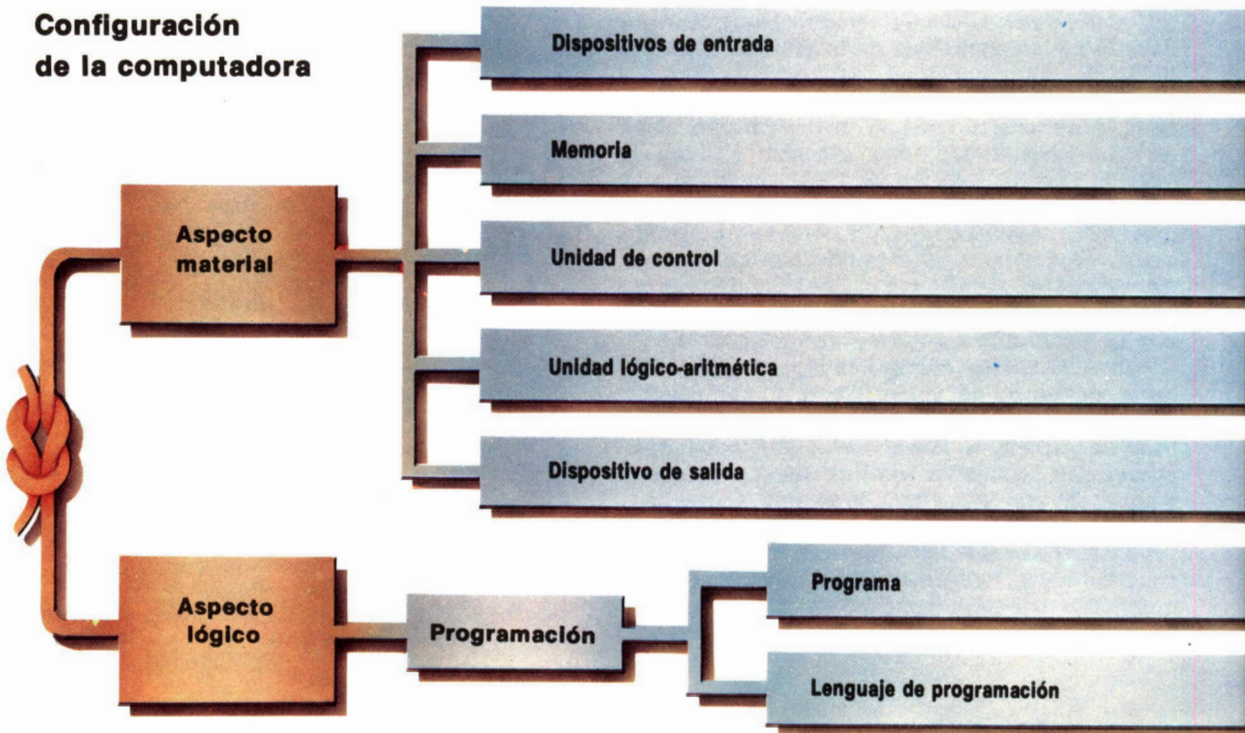 Configuración
de la computadora
Dispositivos de entrada
Memoria
Aspecto
material
Unidad de control
Unidad lógico-aritmética
Dispositivo de salida
Aspecto
lógico
Programación
Programa
Lenguaje de programación